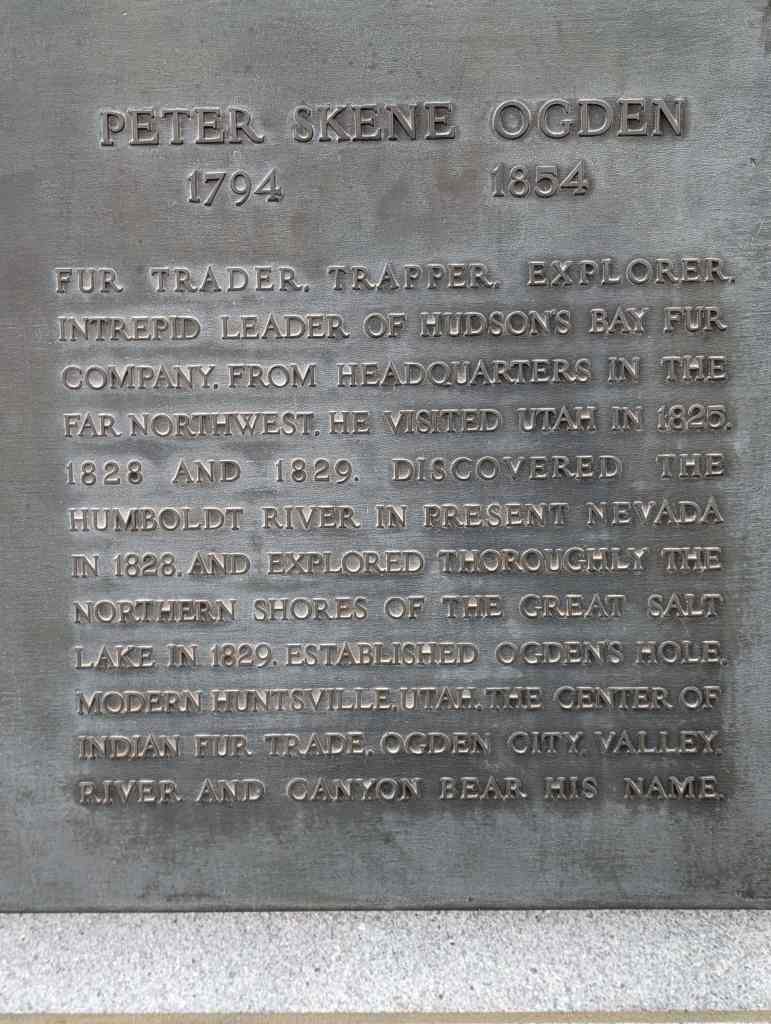 PETER SKENE OGDEN
1794 1854
FUR TRADER, TRAPPER, EXPLORER,
INTREPID LEADER OF HUDSON'S BAY FUR
COMPANY, FROM HEADQUARTERS IN THE
FAR NORTHWEST, HE VISITED UTAH IN 1825,
1828 AND 1829. DISCOVERED THE
HUMBOLDT RIVER IN PRESENT NEVADA
IN 1828, AND EXPLORED THOROUGHLY THE
NORTHERN SHORES OF THE GREAT SALT
LAKE IN 1829. ESTABLISHED OGDEN'S HOLE,
MODERN HUNTSVILLE, UTAH, THE CENTER OF
INDIAN FUR TRADE, OGDEN CITY, VALLEY,
RIVER AND CANYON BEAR HIS NAME.